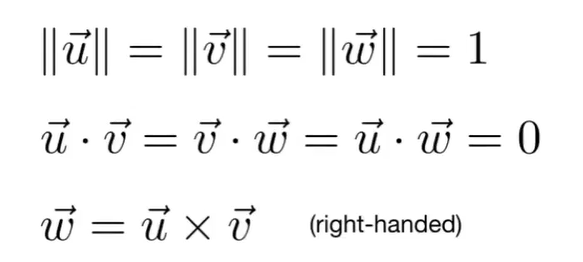 ‖u⃗‖ = ‖v⃗‖ = ‖w⃗‖ = 1
u⃗ · v⃗ = v⃗ · w⃗ = u⃗ · w⃗ = 0
w⃗ = u⃗ × v⃗ (right-handed)